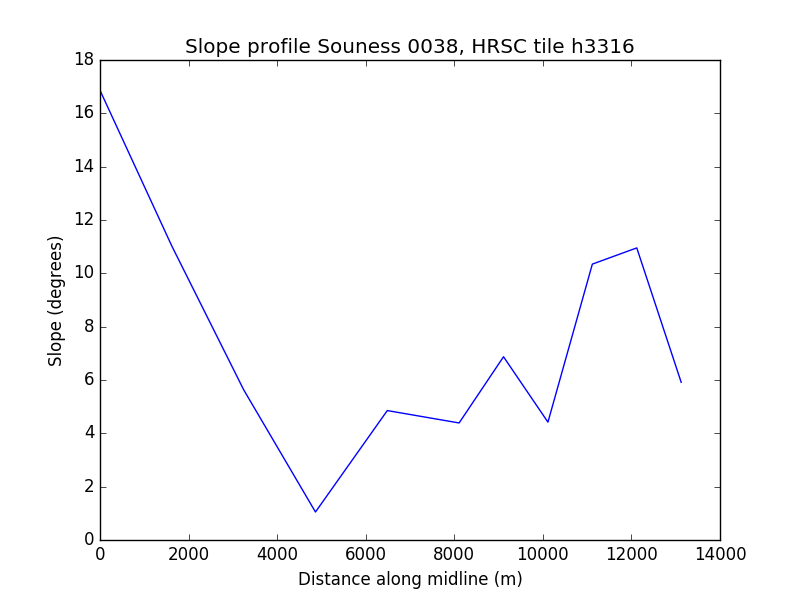 Slope profile Souness 0038, HRSC tile h3316
18
16
14
12
10
8
6
4
2
0
Slope (degrees)
0 2000 4000 6000 8000 10000 12000 14000
Distance along midline (m)